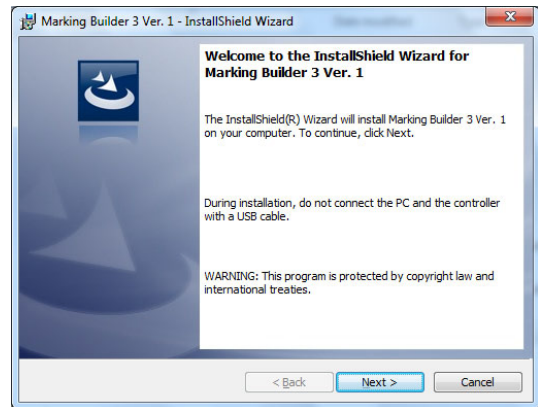 Marking Builder 3 Ver. 1 - InstallShield Wizard
Welcome to the InstallShield Wizard for
Marking Builder 3 Ver. 1
The InstallShield(R) Wizard will install Marking Builder 3 Ver. 1
on your computer. To continue, click Next.
During installation, do not connect the PC and the controller
with a USB cable.
WARNING: This program is protected by copyright law and
international treaties.
< Back
Next >
Cancel